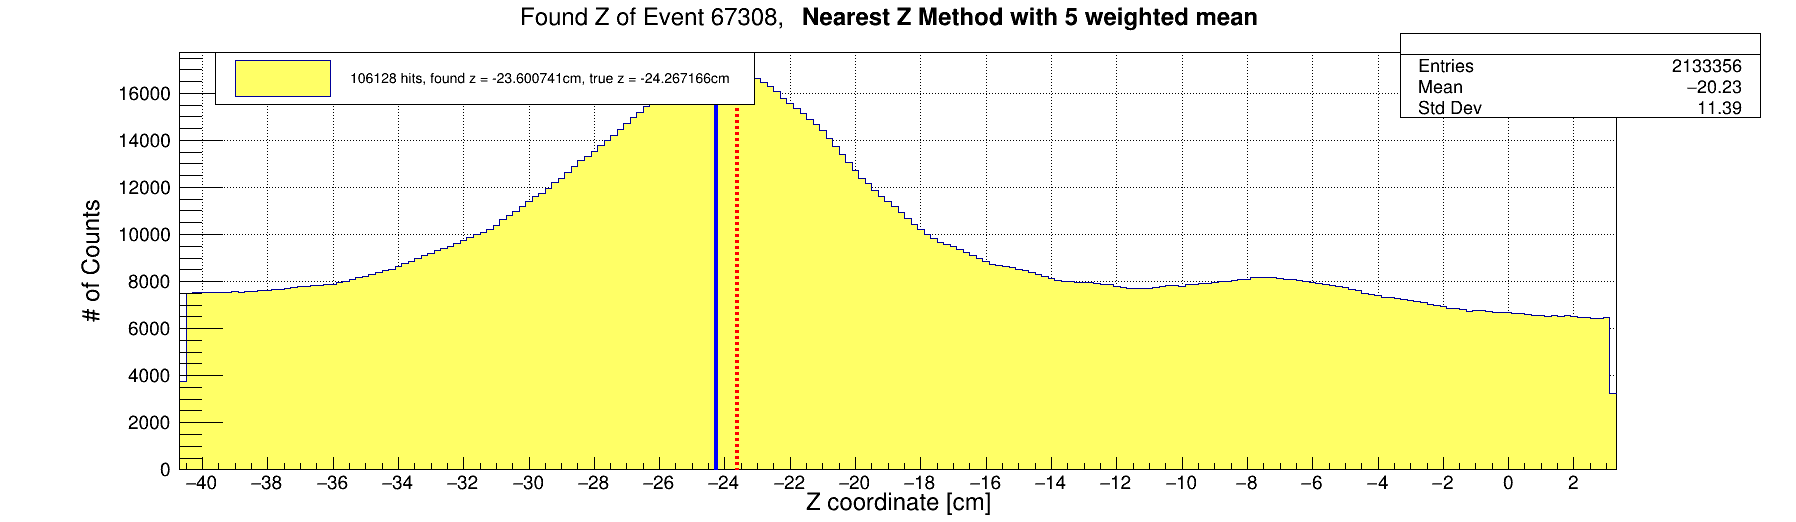 Found Z of Event 67308, Nearest Z Method with 5 weighted mean
106128 hits, found z = -23.600741cm, true z = -24.267166cm
Entries 2133356
Mean −20.23
Std Dev 11.39
# of Counts
16000
14000
12000
10000
8000
6000
4000
2000
0
−40 −38 −36 −34 −32 −30 −28 −26 −24 −22 −20 −18 −16 −14 −12 −10 −8 −6 −4 −2 0 2
Z coordinate [cm]